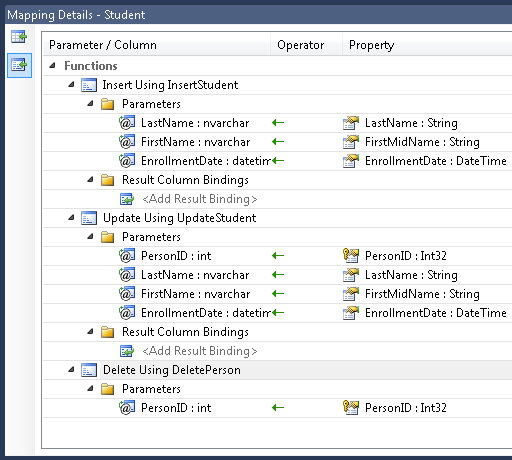 Mapping Details - Student
Parameter / Column Operator Property
Functions
Insert Using InsertStudent
Parameters
LastName : nvarchar ← LastName : String
FirstName : nvarchar ← FirstMidName : String
EnrollmentDate : datetim ← EnrollmentDate : DateTime
Result Column Bindings
<Add Result Binding>
Update Using UpdateStudent
Parameters
PersonID : int ← PersonID : Int32
LastName : nvarchar ← LastName : String
FirstName : nvarchar ← FirstMidName : String
EnrollmentDate : datetim ← EnrollmentDate : DateTime
Result Column Bindings
<Add Result Binding>
Delete Using DeletePerson
Parameters
PersonID : int ← PersonID : Int32